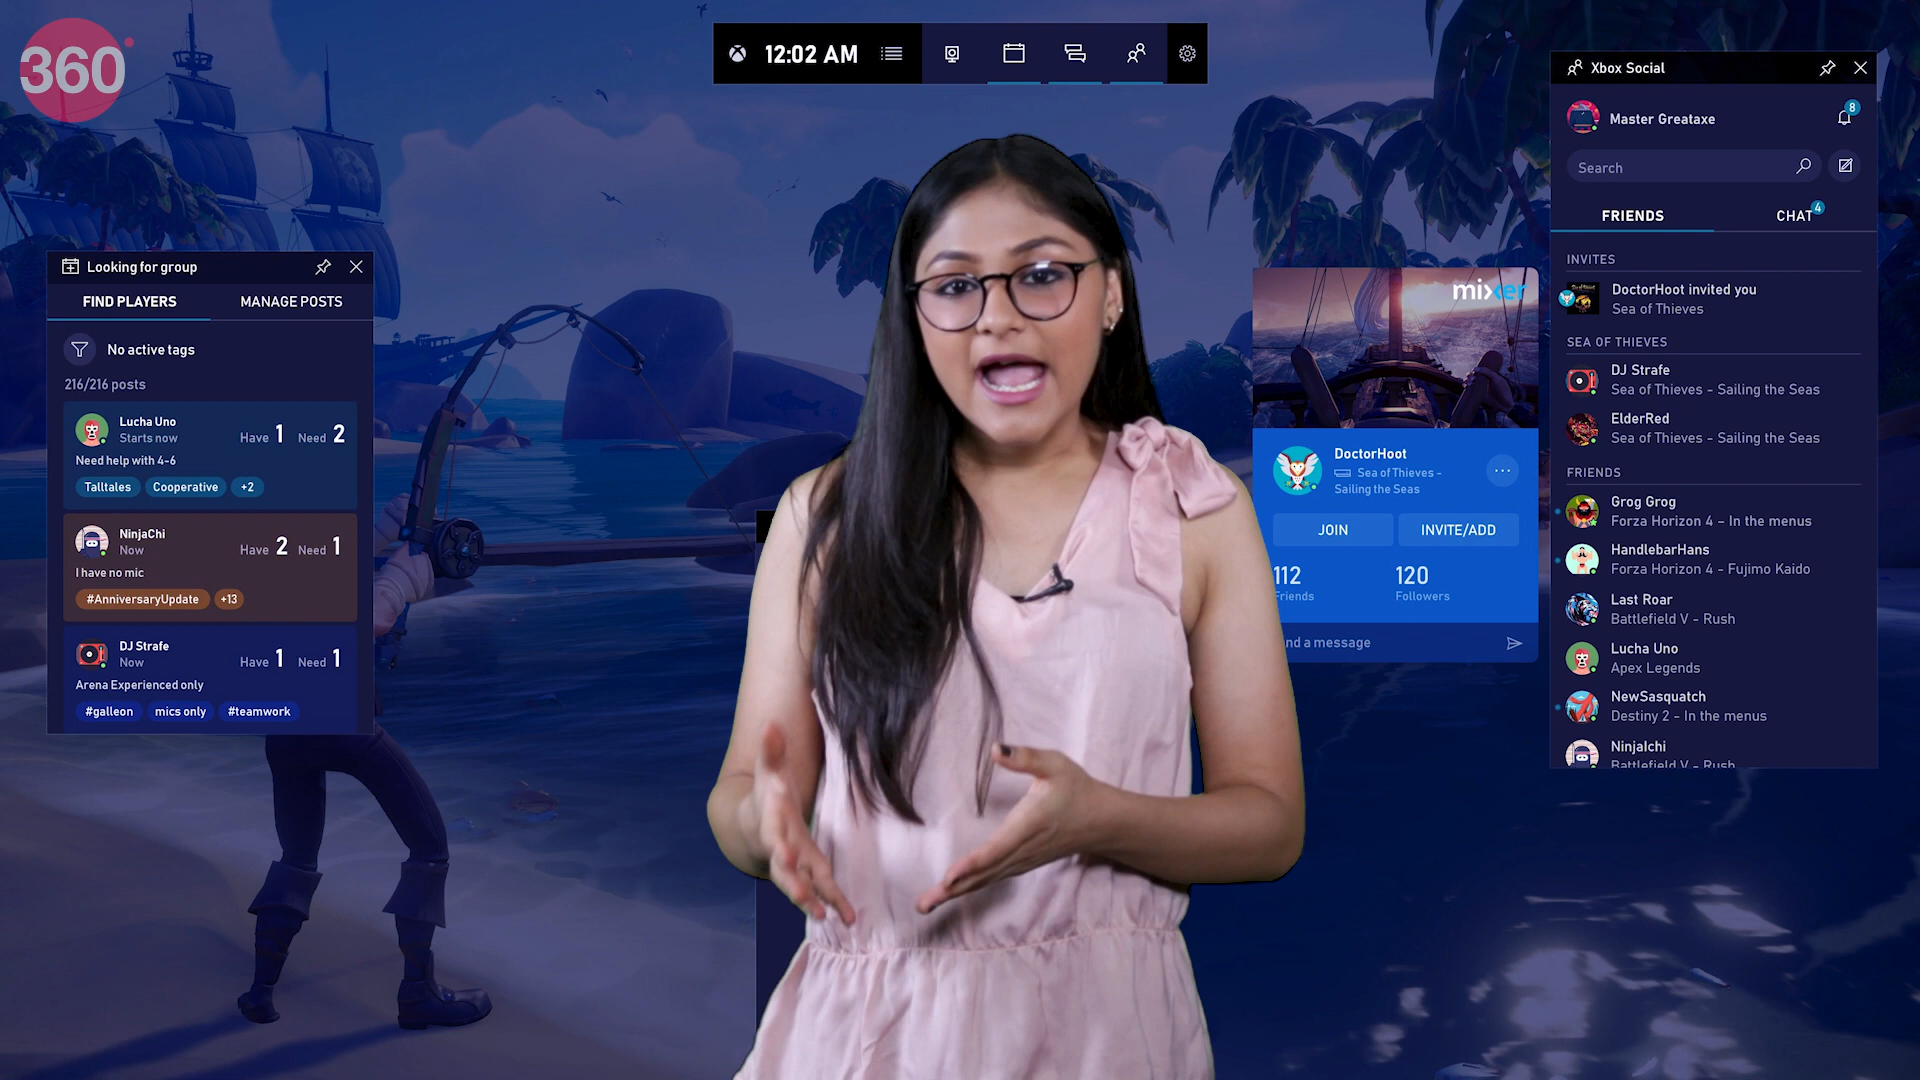 360
12:02 AM
Looking for group
FIND PLAYERS
MANAGE POSTS
No active tags
216/216 posts
Lucha Uno
Starts now
Have 1 Need 2
Need help with 4-6
Talltales
Cooperative
+2
NinjaChi
Now
Have 2 Need 1
I have no mic
#AnniversaryUpdate
+13
DJ Strafe
Now
Have 1 Need 1
Arena Experienced only
#galleon
mics only
#teamwork
mixer
DoctorHoot
Sea of Thieves -
Sailing the Seas
JOIN
INVITE/ADD
112
Friends
120
Followers
nd a message
Xbox Social
Master Greataxe
8
Search
FRIENDS
CHAT 4
INVITES
DoctorHoot invited you
Sea of Thieves
SEA OF THIEVES
DJ Strafe
Sea of Thieves - Sailing the Seas
ElderRed
Sea of Thieves - Sailing the Seas
FRIENDS
Grog Grog
Forza Horizon 4 – In the menus
HandlebarHans
Forza Horizon 4 - Fujimo Kaido
Last Roar
Battlefield V - Rush
Lucha Uno
Apex Legends
NewSasquatch
Destiny 2 - In the menus
NinjaIchi
Battlefield V - Rush